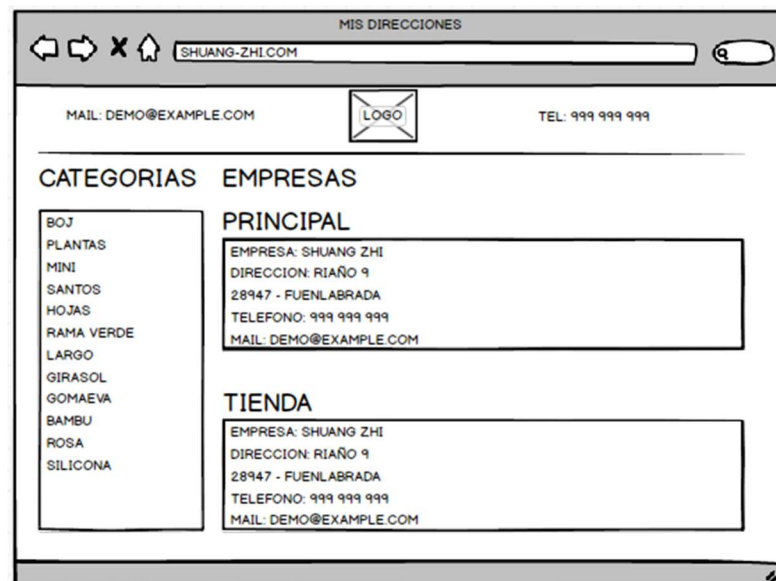 MIS DIRECCIONES
SHUANG-ZHI.COM
MAIL: DEMO@EXAMPLE.COM
LOGO
TEL: 999 999 999
CATEGORIAS
BOJ
PLANTAS
MINI
SANTOS
HOJAS
RAMA VERDE
LARGO
GIRASOL
GOMAEVA
BAMBU
ROSA
SILICONA
EMPRESAS
PRINCIPAL
EMPRESA: SHUANG ZHI
DIRECCION: RIAÑO 9
28947 - FUENLABRADA
TELEFONO: 999 999 999
MAIL: DEMO@EXAMPLE.COM
TIENDA
EMPRESA: SHUANG ZHI
DIRECCION: RIAÑO 9
28947 - FUENLABRADA
TELEFONO: 999 999 999
MAIL: DEMO@EXAMPLE.COM